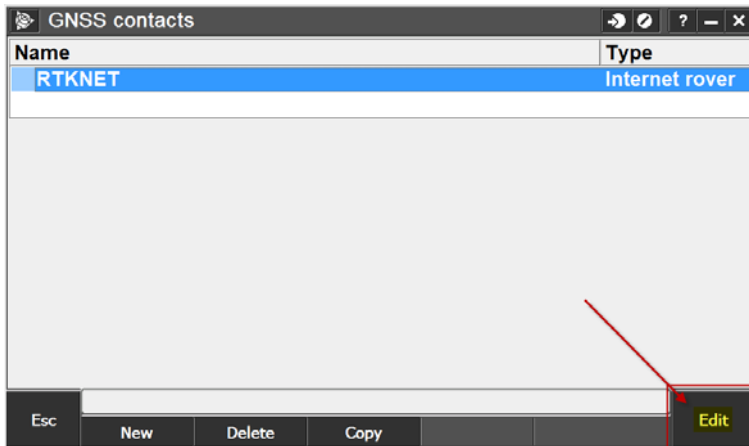 GNSS contacts ? – ×
Name Type
RTKNET Internet rover
Esc New Delete Copy Edit